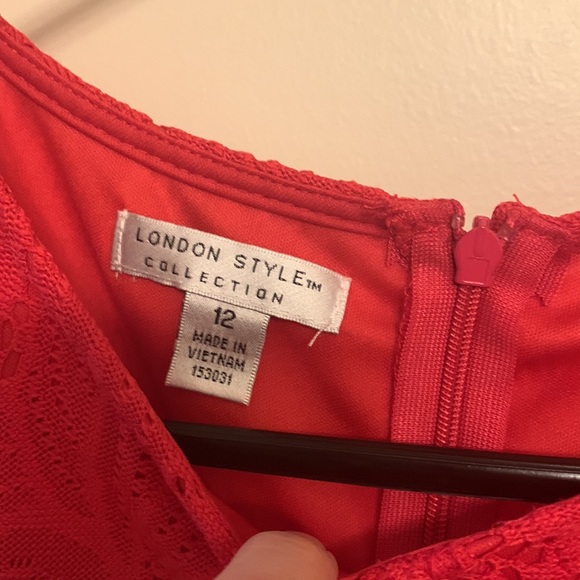 LONDON STYLE™
COLLECTION
12
MADE IN
VIETNAM
153031